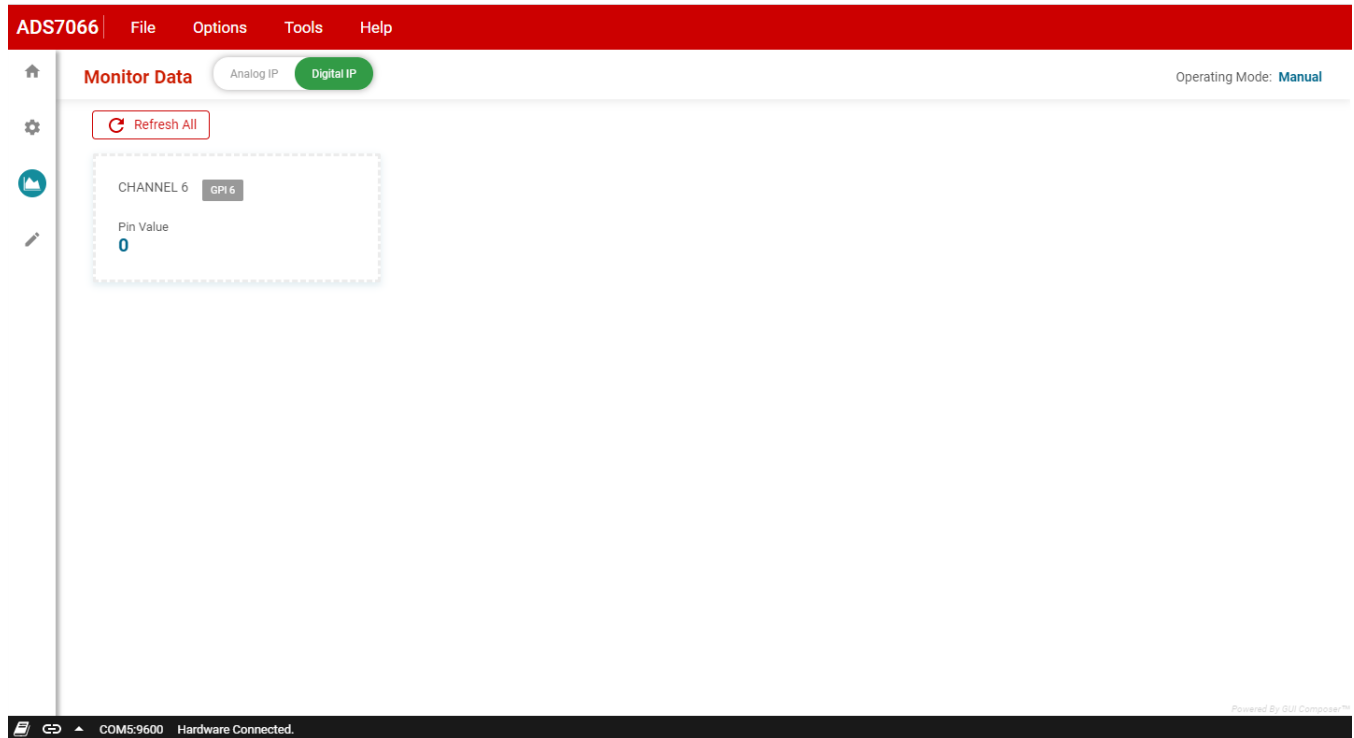 ADS7066 File Options Tools Help
Monitor Data Analog IP Digital IP Operating Mode: Manual
Refresh All
CHANNEL 6 GPI 6
Pin Value
0
Powered By GUI Composer™
COM5:9600 Hardware Connected.